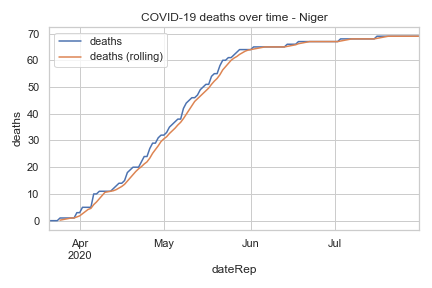 COVID-19 deaths over time - Niger
deaths
deaths (rolling)
70
60
50
40
30
20
10
0
deaths
Apr
2020
May
Jun
Jul
dateRep